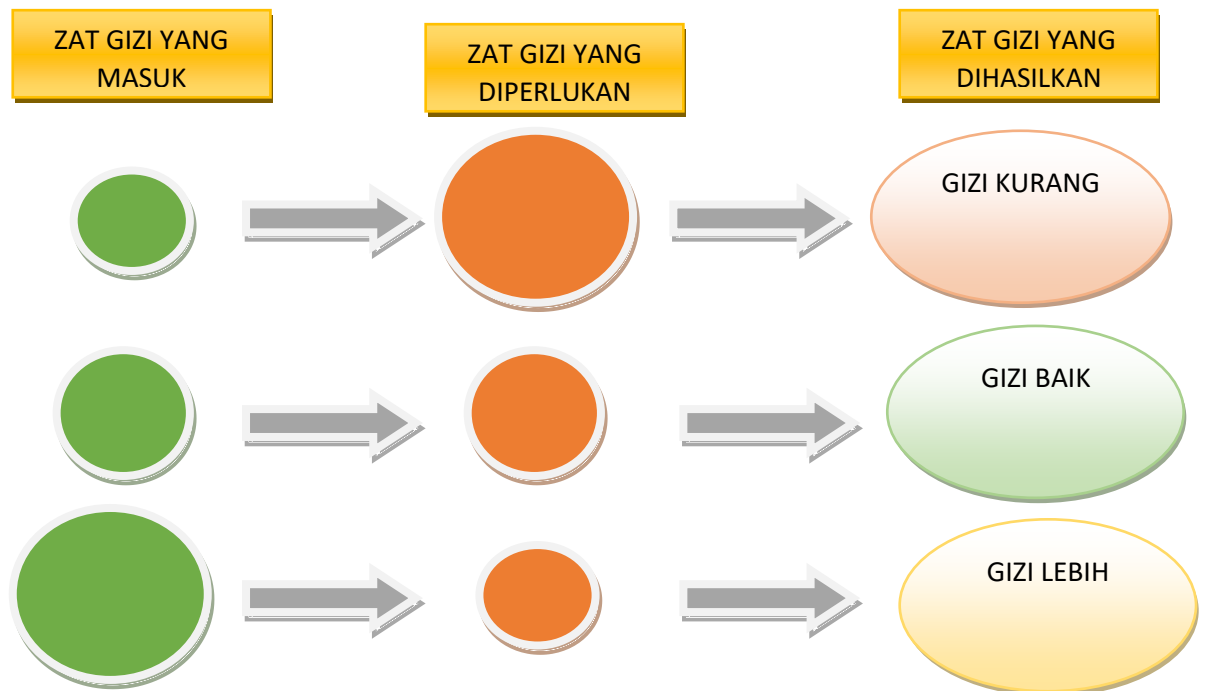 ZAT GIZI YANG
MASUK
ZAT GIZI YANG
DIPERLUKAN
ZAT GIZI YANG
DIHASILKAN
GIZI KURANG
GIZI BAIK
GIZI LEBIH